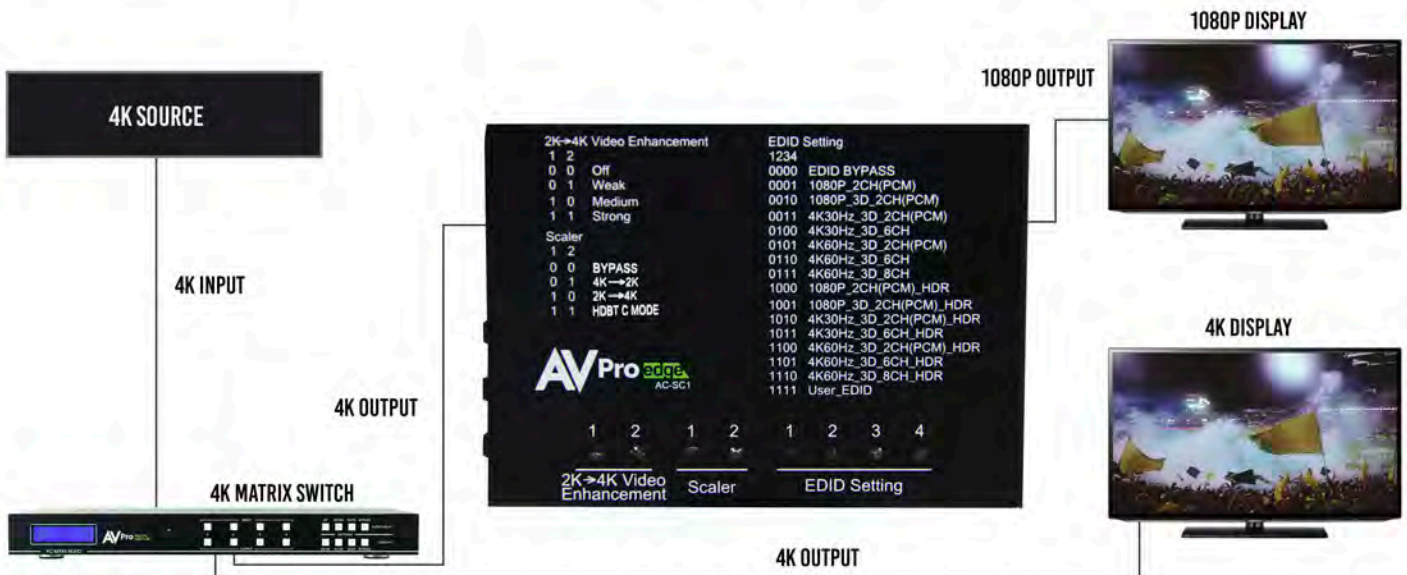 1080P DISPLAY
1080P OUTPUT
4K SOURCE
4K INPUT
4K OUTPUT
4K MATRIX SWITCH
AVPro
2K→4K Video Enhancement
1 2
0 0 Off
0 1 Weak
1 0 Medium
1 1 Strong
Scaler
1 2
0 0 BYPASS
0 1 4K→2K
1 0 2K→4K
1 1 HDBT C MODE
AVPro edge
AC-SC1
EDID Setting
1234
0000 EDID BYPASS
0001 1080P_2CH(PCM)
0010 1080P_3D_2CH(PCM)
0011 4K30Hz_3D_2CH(PCM)
0100 4K30Hz_3D_6CH
0101 4K60Hz_3D_2CH(PCM)
0110 4K60Hz_3D_6CH
0111 4K60Hz_3D_8CH
1000 1080P_2CH(PCM)_HDR
1001 1080P_3D_2CH(PCM)_HDR
1010 4K30Hz_3D_2CH(PCM)_HDR
1011 4K30Hz_3D_6CH_HDR
1100 4K60Hz_3D_2CH(PCM)_HDR
1101 4K60Hz_3D_6CH_HDR
1110 4K60Hz_3D_8CH_HDR
1111 User_EDID
1 2 1 2 1 2 3 4
2K→4K Video
Enhancement
Scaler
EDID Setting
4K DISPLAY
4K OUTPUT